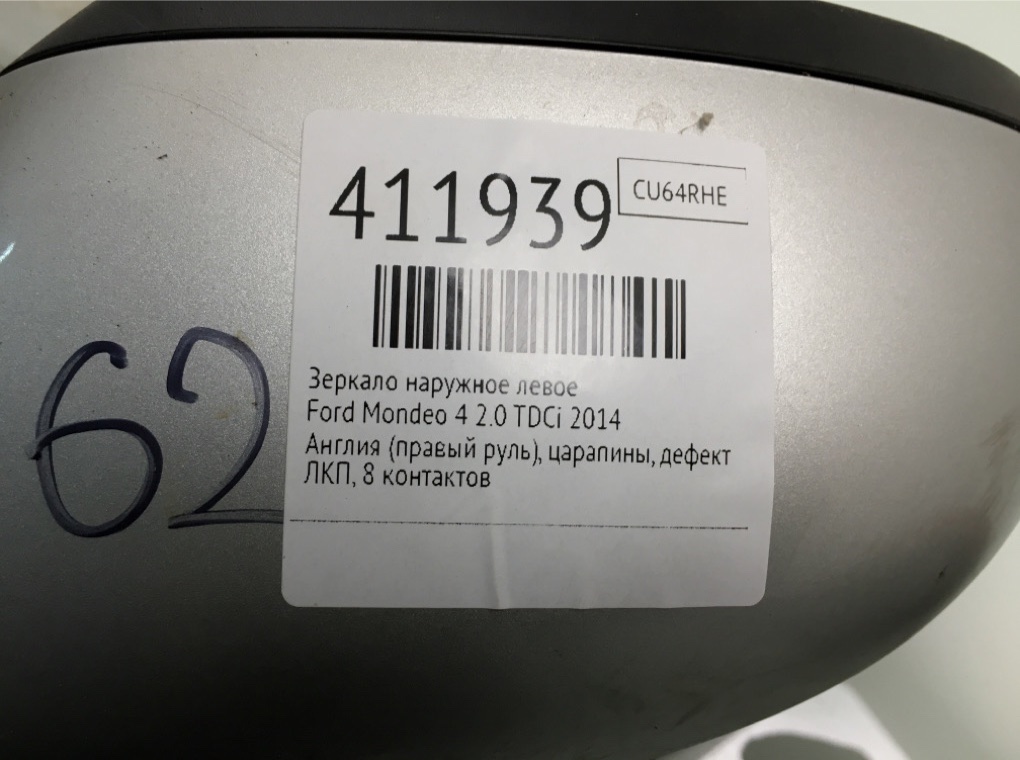 411939
CU64RHE
62
Зеркало наружное левое
Ford Mondeo 4 2.0 TDCi 2014
Англия (правый руль), царапины, дефект
ЛКП, 8 контактов